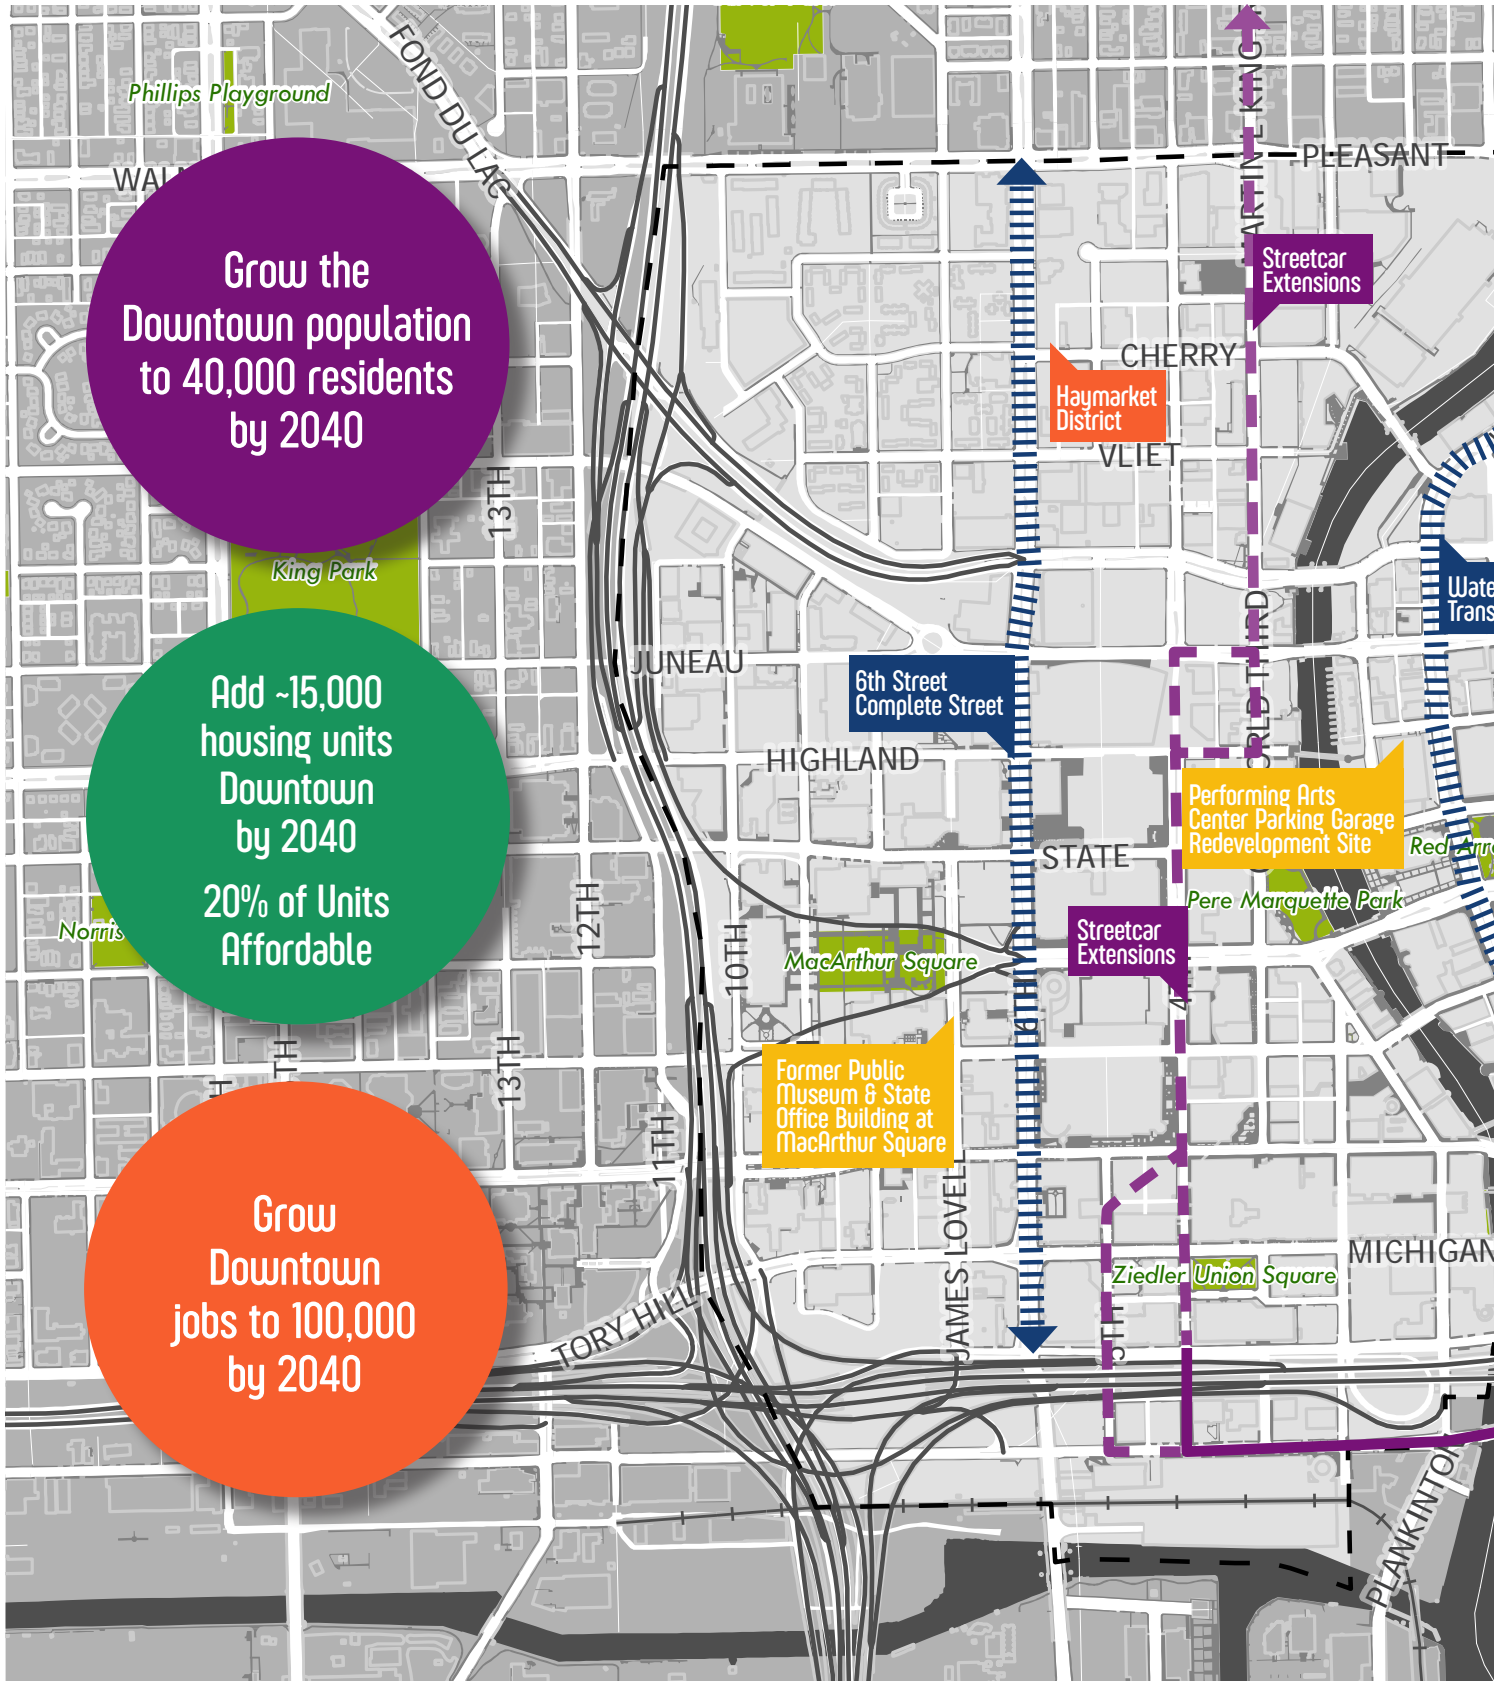 FOND DU LAC
Phillips Playground
PLEASANT
Grow the
Downtown population
to 40,000 residents
by 2040
Streetcar
Extensions
CHERRY
Haymarket
District
VLIET
13TH
King Park
JUNEAU
Add ~15,000
housing units
Downtown
by 2040
20% of Units
Affordable
6th Street
Complete Street
HIGHLAND
Performing Arts
Center Parking Garage
Redevelopment Site
STATE
Red
Pere Marquette Park
12TH
10TH
Norris
MacArthur Square
Streetcar
Extensions
13TH
11TH
Former Public
Museum & State
Office Building at
MacArthur Square
JAMES LOVELL
Grow
Downtown
jobs to 100,000
by 2040
MICHIGAN
Ziedler Union Square
5TH
TORY HILL
PLANKINTON